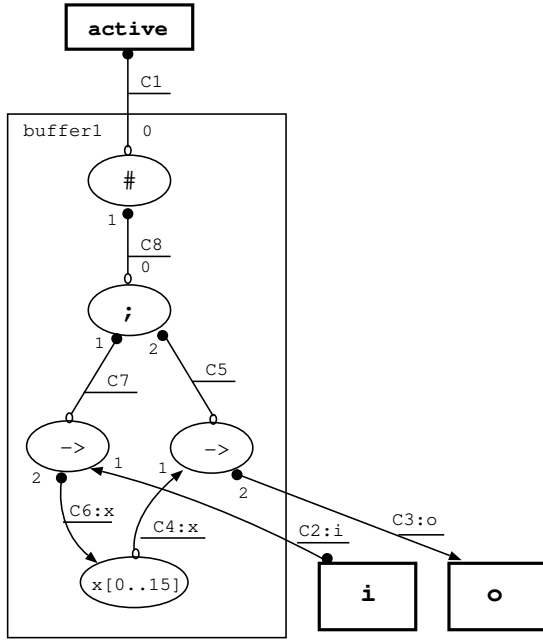 active
C1
buffer1 0
#
1
C8
0
;
1 2
C7 C5
-> ->
2 1 1 2
C6:x C4:x C2:i C3:o
x[0..15] i o